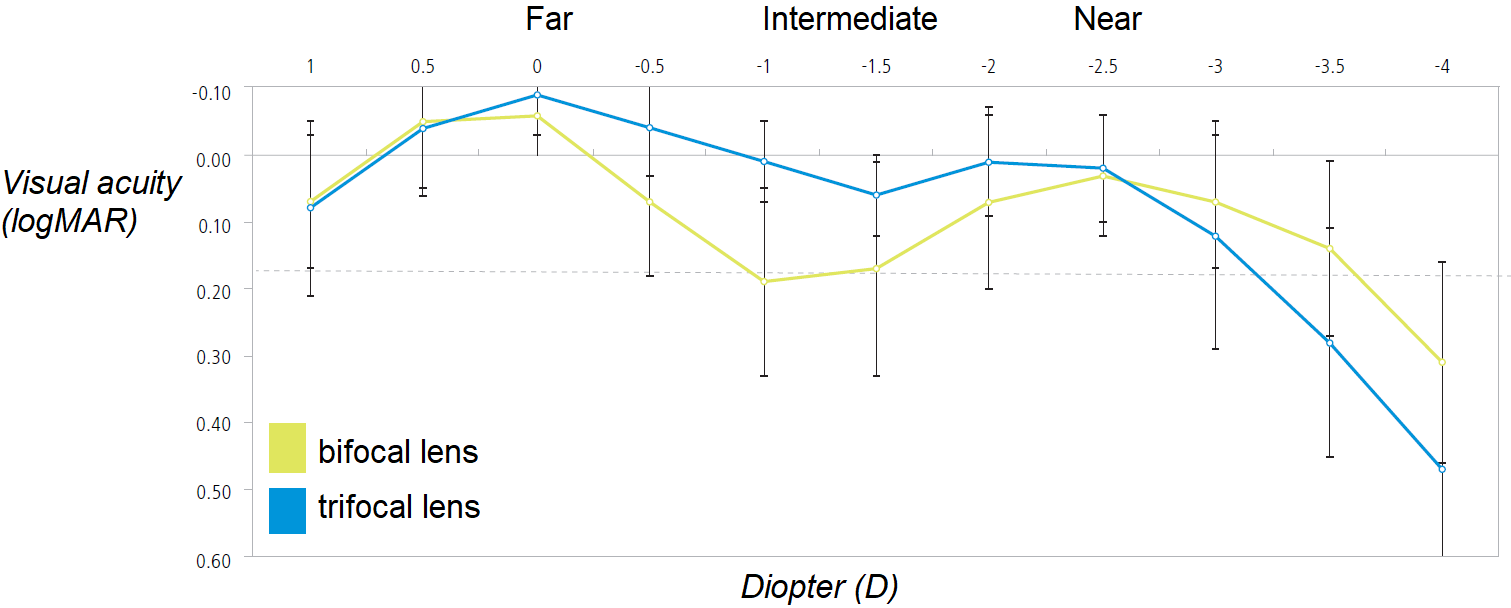 Far Intermediate Near
1 0.5 0 -0.5 -1 -1.5 -2 -2.5 -3 -3.5 -4
-0.10
0.00
Visual acuity
(logMAR)
0.10
0.20
0.30
0.40
0.50
0.60
bifocal lens
trifocal lens
Diopter (D)